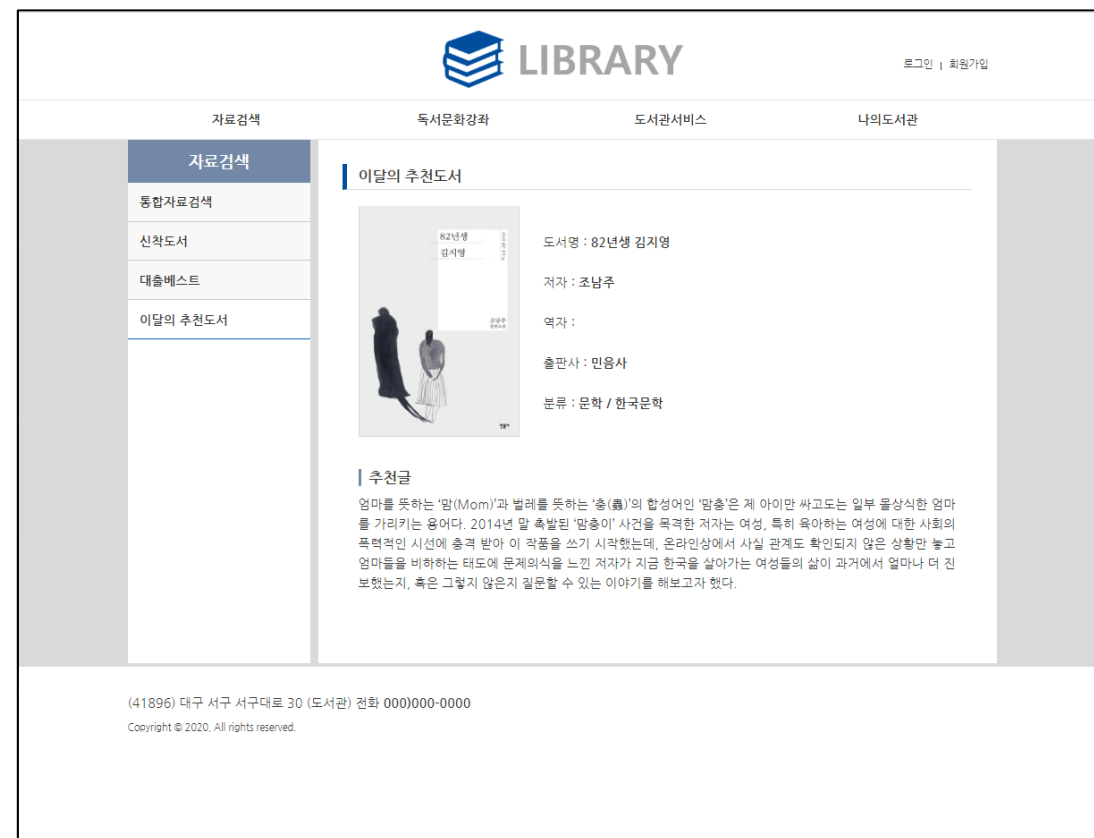 LIBRARY
로그인 | 회원가입
자료검색 독서문화강좌 도서관서비스 나의도서관
자료검색
통합자료검색
신착도서
대출베스트
이달의 추천도서
이달의 추천도서
82년생
김지영
조남주
장편소설
민음사
도서명 : 82년생 김지영
저자 : 조남주
역자 :
출판사 : 민음사
분류 : 문학 / 한국문학
추천글
엄마를 뜻하는 '맘(Mom)'과 벌레를 뜻하는 '충(蟲)'의 합성어인 '맘충'은 제 아이만 싸고도는 일부 몰상식한 엄마
를 가리키는 용어다. 2014년 말 촉발된 '맘충이' 사건을 목격한 저자는 여성, 특히 육아하는 여성에 대한 사회의
폭력적인 시선에 충격 받아 이 작품을 쓰기 시작했는데, 온라인상에서 사실 관계도 확인되지 않은 상황만 놓고
엄마들을 비하하는 태도에 문제의식을 느낀 저자가 지금 한국을 살아가는 여성들의 삶이 과거에서 얼마나 더 진
보했는지, 혹은 그렇지 않은지 질문할 수 있는 이야기를 해보고자 했다.
(41896) 대구 서구 서구대로 30 (도서관) 전화 000)000-0000
Copyright © 2020, All rights reserved.